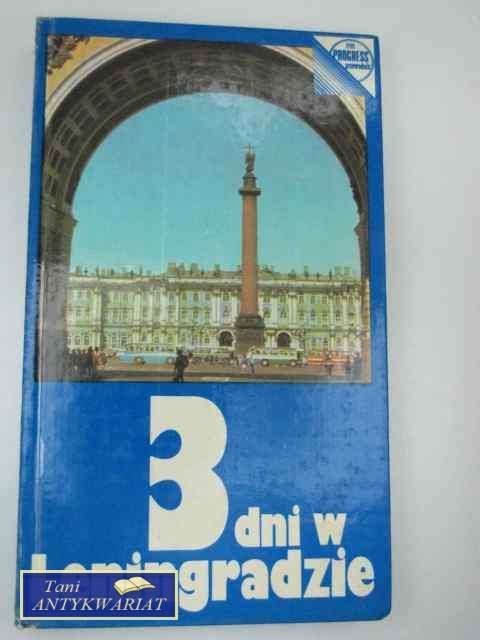 PROGRESS
3
dni w
Leningradzie
Tani
ANTYKWARIAT